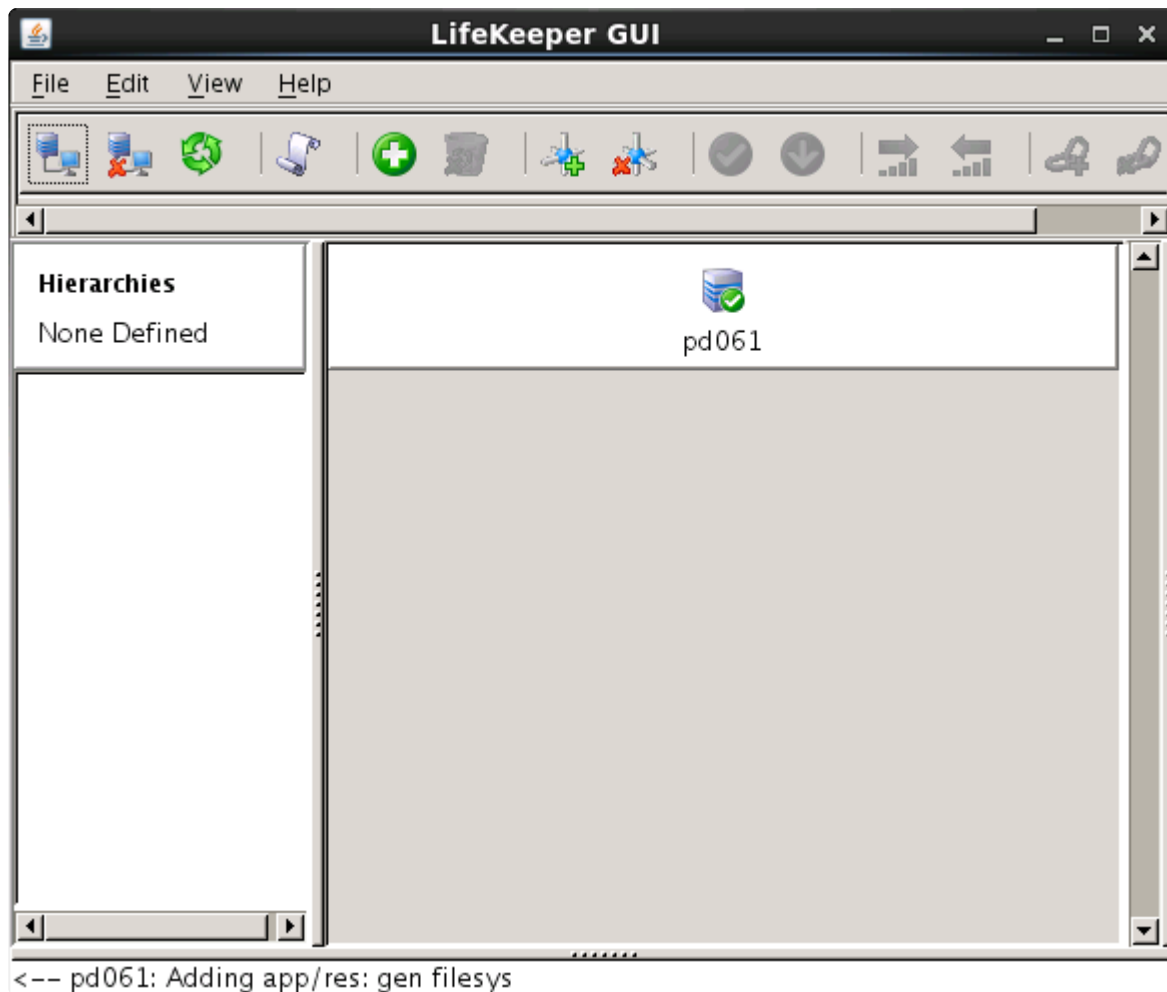 LifeKeeper GUI
File Edit View Help
Hierarchies
None Defined
pd061
<-- pd061: Adding app/res: gen filesys